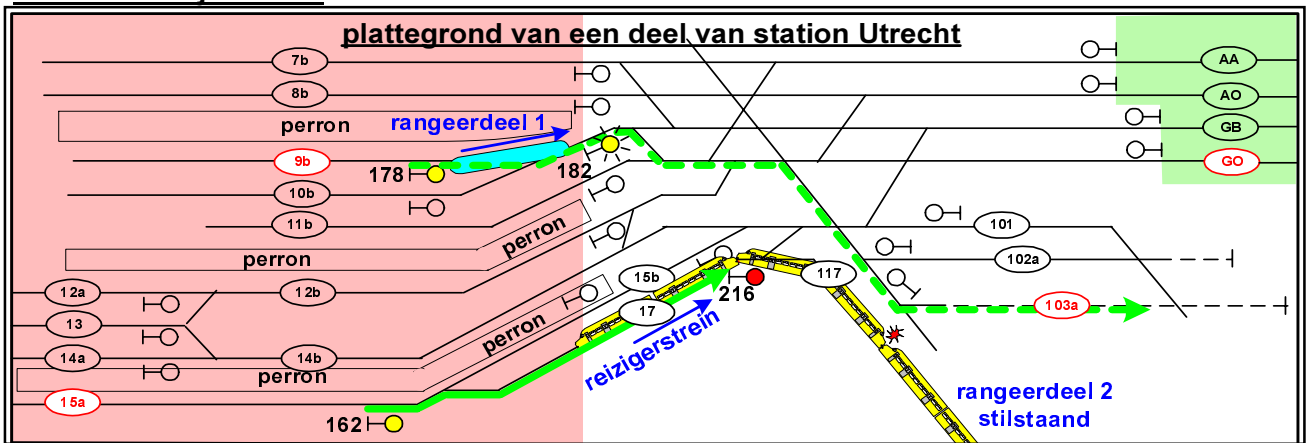 plattegrond van een deel van station Utrecht
7b
AA
8b
AO
perron
rangeerdeel 1
GB
9b
178
182
GO
10b
11b
101
perron
perron
102a
12a
12b
15b
117
216
103a
13
17
perron
reizigerstrein
14a
14b
perron
15a
162
rangeerdeel 2
stilstaand